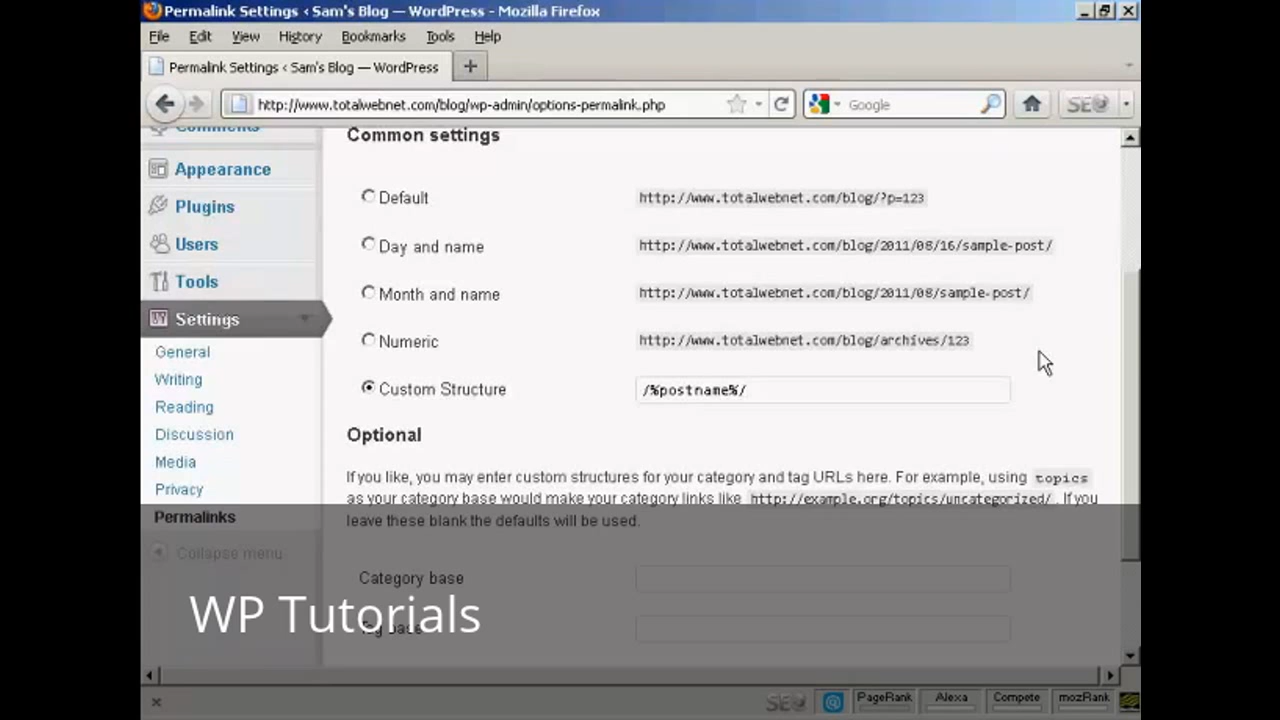 Permalink Settings ‹ Sam's Blog — WordPress - Mozilla Firefox
File Edit View History Bookmarks Tools Help
Permalink Settings ‹ Sam's Blog — WordPress
http://www.totalwebnet.com/blog/wp-admin/options-permalink.php
Google
SEO
Comments
Common settings
Appearance
Default
http://www.totalwebnet.com/blog/?p=123
Plugins
Users
Day and name
http://www.totalwebnet.com/blog/2011/08/16/sample-post/
Tools
Month and name
http://www.totalwebnet.com/blog/2011/08/sample-post/
Settings
Numeric
http://www.totalwebnet.com/blog/archives/123
General
Writing
Custom Structure
/%postname%/
Reading
Discussion
Optional
Media
If you like, you may enter custom structures for your category and tag URLs here. For example, using topics
Privacy
as your category base would make your category links like http://example.org/topics/uncategorized/ . If you
Permalinks
leave these blank the defaults will be used.
Collapse menu
Category base
WP Tutorials
Tag base
SEO
PageRank
Alexa
Compete
mozRank